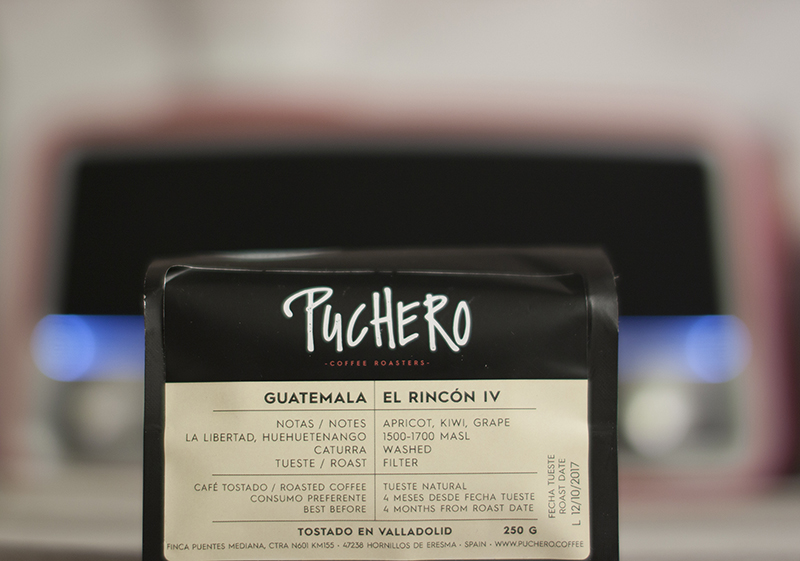 PUCHERO
-COFFEE ROASTERS-
GUATEMALA EL RINCÓN IV
NOTAS / NOTES APRICOT, KIWI, GRAPE
LA LIBERTAD, HUEHUETENANGO 1500-1700 MASL
CATURRA WASHED
TUESTE / ROAST FILTER
CAFÉ TOSTADO / ROASTED COFFEE TUESTE NATURAL
CONSUMO PREFERENTE 4 MESES DESDE FECHA TUESTE
BEST BEFORE 4 MONTHS FROM ROAST DATE
FECHA TUESTE
ROAST DATE
L 12/10/2017
TOSTADO EN VALLADOLID 250 G
FINCA PUENTES MEDIANA, CTRA N601 KM155 - 47238 HORNILLOS DE ERESMA - SPAIN - WWW.PUCHERO.COFFEE